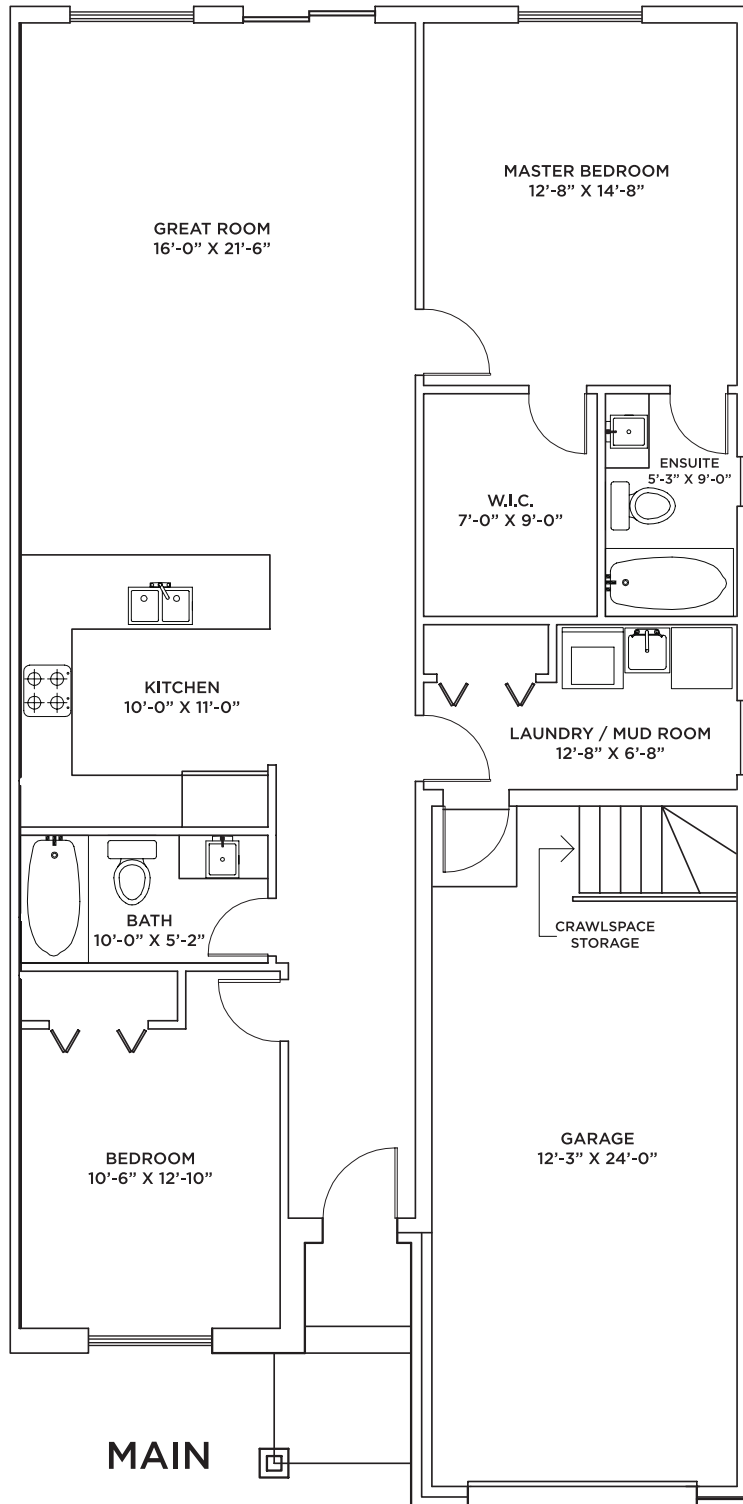 MASTER BEDROOM
12’-8” X 14’-8”
GREAT ROOM
16’-0” X 21’-6”
ENSUITE
5’-3” X 9’-0”
W.I.C.
7’-0” X 9’-0”
KITCHEN
10’-0” X 11’-0”
LAUNDRY / MUD ROOM
12’-8” X 6’-8”
BATH
10’-0” X 5’-2”
CRAWLSPACE
STORAGE
GARAGE
12’-3” X 24’-0”
BEDROOM
10’-6” X 12’-10”
MAIN